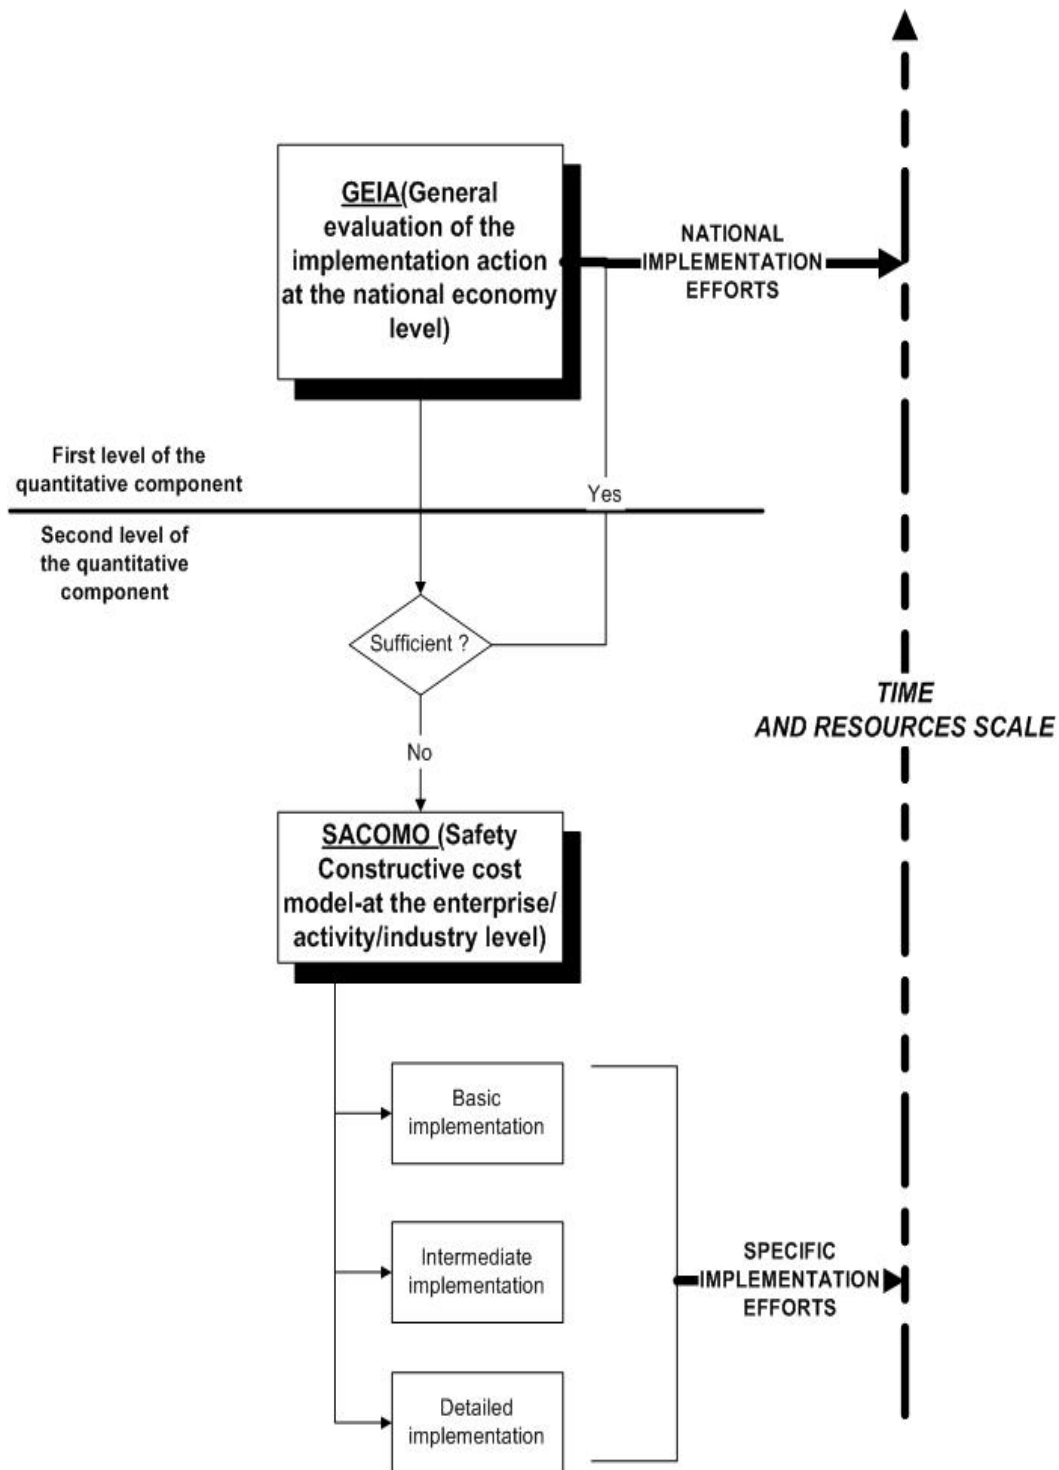 GEIA(General
evaluation of the
implementation action
at the national economy
level)
NATIONAL
IMPLEMENTATION
EFFORTS
First level of the
quantitative component
Yes
Second level of
the quantitative
component
Sufficient ?
TIME
AND RESOURCES SCALE
No
SACOMO (Safety
Constructive cost
model-at the enterprise/
activity/industry level)
Basic
implementation
Intermediate
implementation
SPECIFIC
IMPLEMENTATION
EFFORTS
Detailed
implementation